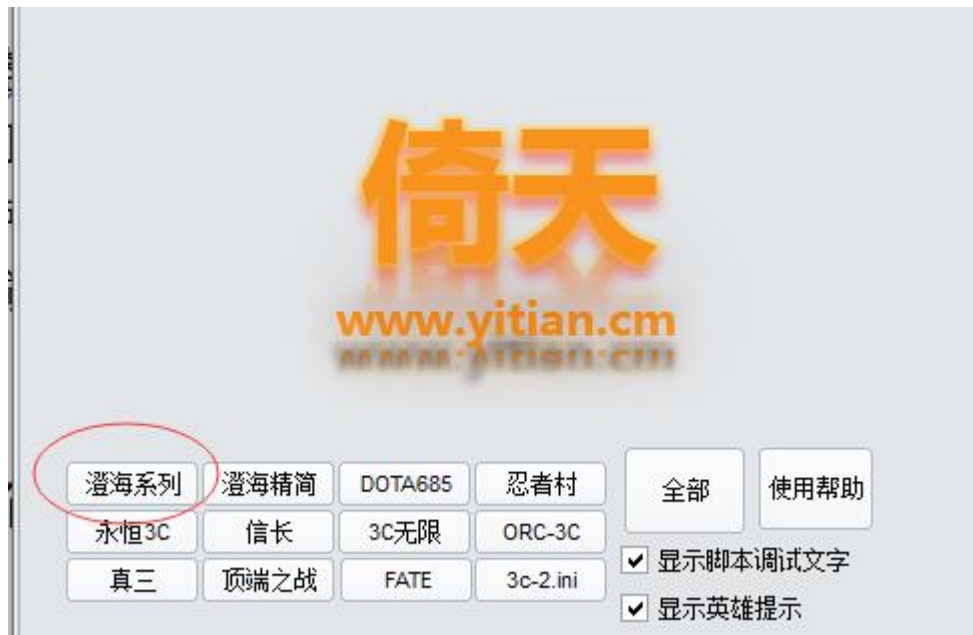 倚天
www.yitian.cm
澄海系列 澄海精简 DOTA685 忍者村 全部 使用帮助
永恒3C 信长 3C无限 ORC-3C
显示脚本调试文字
真三 顶端之战 FATE 3c-2.ini
显示英雄提示